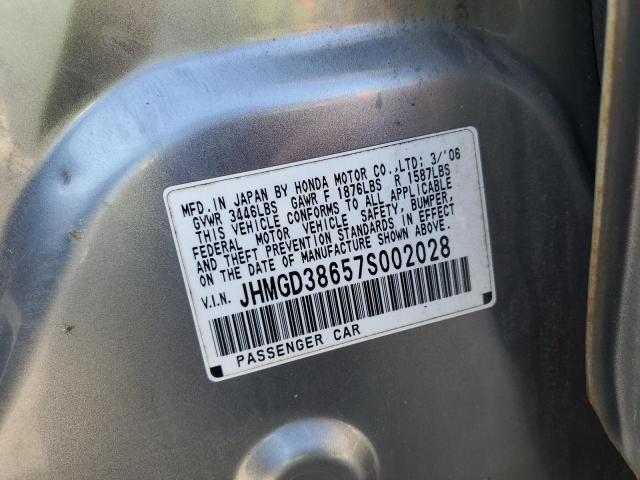 MFD. IN JAPAN BY HONDA MOTOR CO.,LTD; 3/'06
GVWR 3446LBS GAWR F 1876LBS R 1587LBS
THIS VEHICLE CONFORMS TO ALL APPLICABLE
FEDERAL MOTOR VEHICLE SAFETY, BUMPER,
AND THEFT PREVENTION STANDARDS IN EFFECT
ON THE DATE OF MANUFACTURE SHOWN ABOVE.
V.I.N. JHMGD38657S002028
PASSENGER CAR